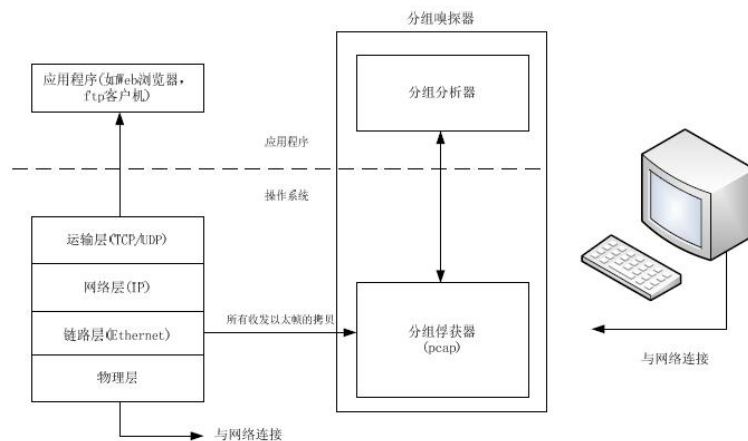 分组嗅探器
应用程序(如Web浏览器，
ftp客户机)
分组分析器
应用程序
操作系统
运输层(TCP/UDP)
网络层(IP)
链路层(Ethernet)
物理层
所有收发以太帧的拷贝
分组俘获器
(pcap)
与网络连接
与网络连接